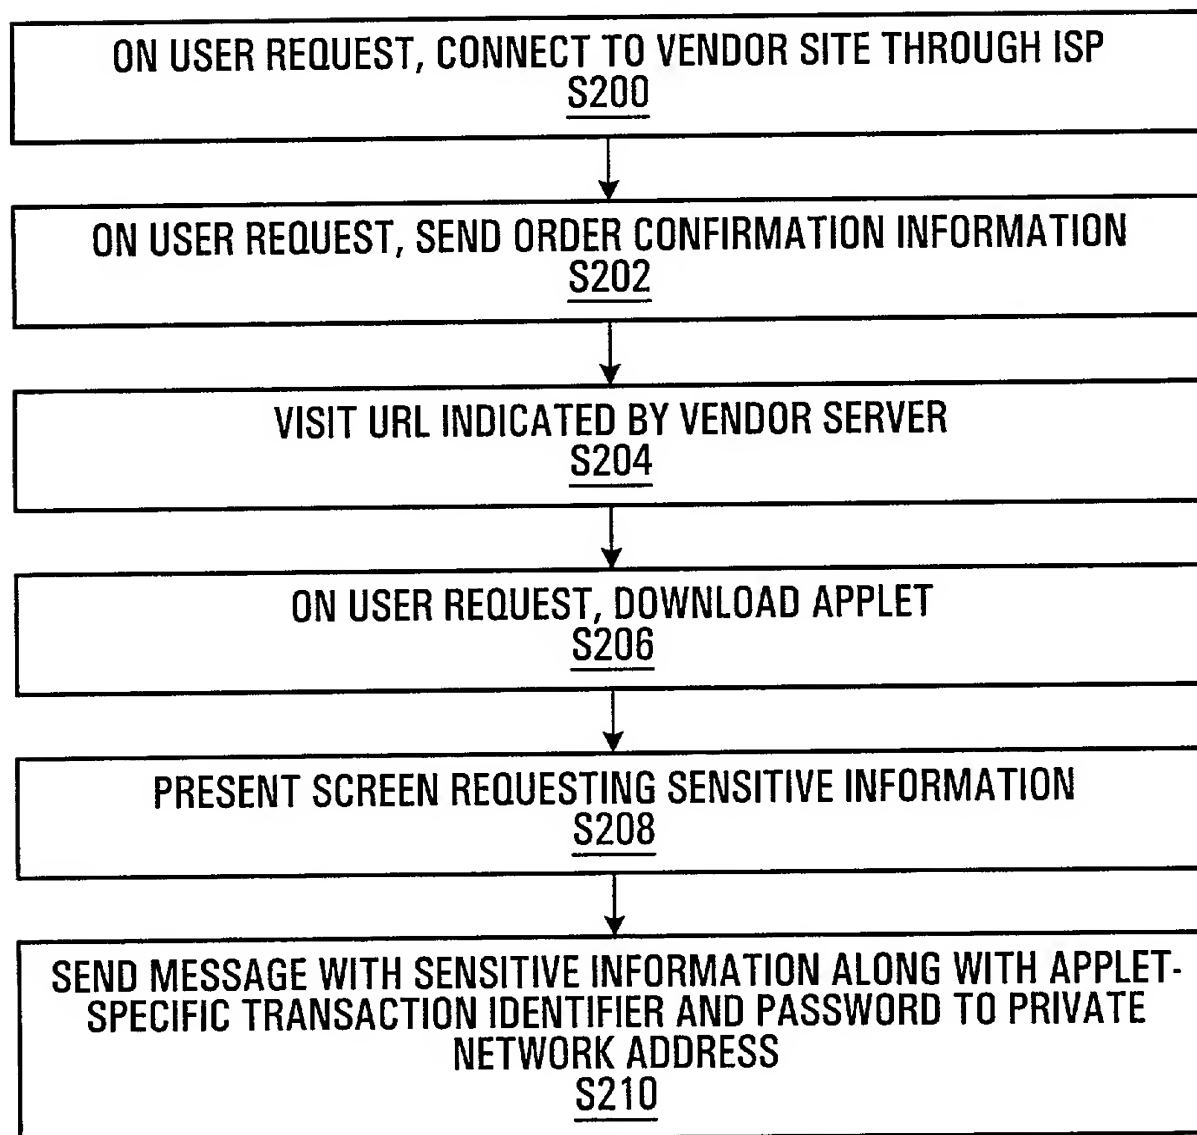 ON USER REQUEST, CONNECT TO VENDOR SITE THROUGH ISP
S200
ON USER REQUEST, SEND ORDER CONFIRMATION INFORMATION
S202
VISIT URL INDICATED BY VENDOR SERVER
S204
ON USER REQUEST, DOWNLOAD APPLET
S206
PRESENT SCREEN REQUESTING SENSITIVE INFORMATION
S208
SEND MESSAGE WITH SENSITIVE INFORMATION ALONG WITH APPLET-
SPECIFIC TRANSACTION IDENTIFIER AND PASSWORD TO PRIVATE
NETWORK ADDRESS
S210